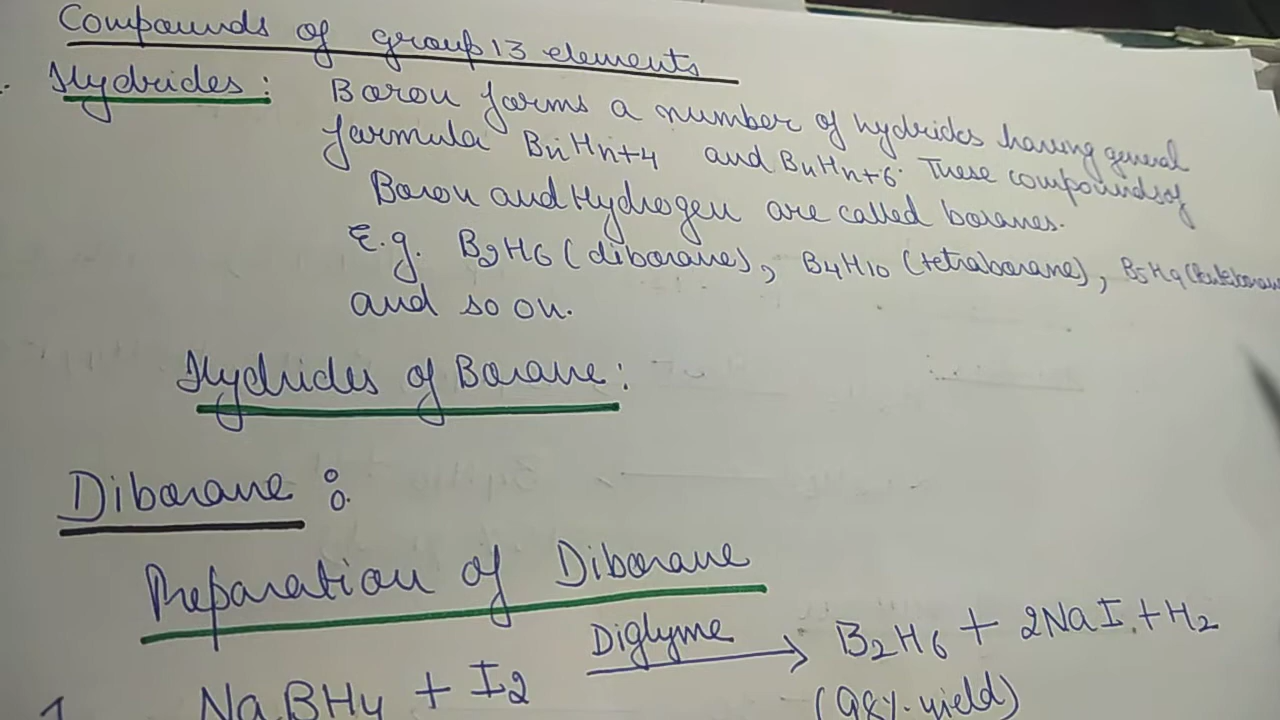 Compounds of group 13 elements
Hydrides: Boron forms a number of hydrides having general
formula BnHn+4 and BnHn+6. These compounds of
Boron and Hydrogen are called boranes.
E.g. B2H6 (diborane), B4H10 (tetraborane), B5H9
and so on.
Hydrides of Borane:
Diborane :
Preparation of Diborane
1 NaBH4 + I2 Diglyme → B2H6 + 2NaI + H2
(98% yield)